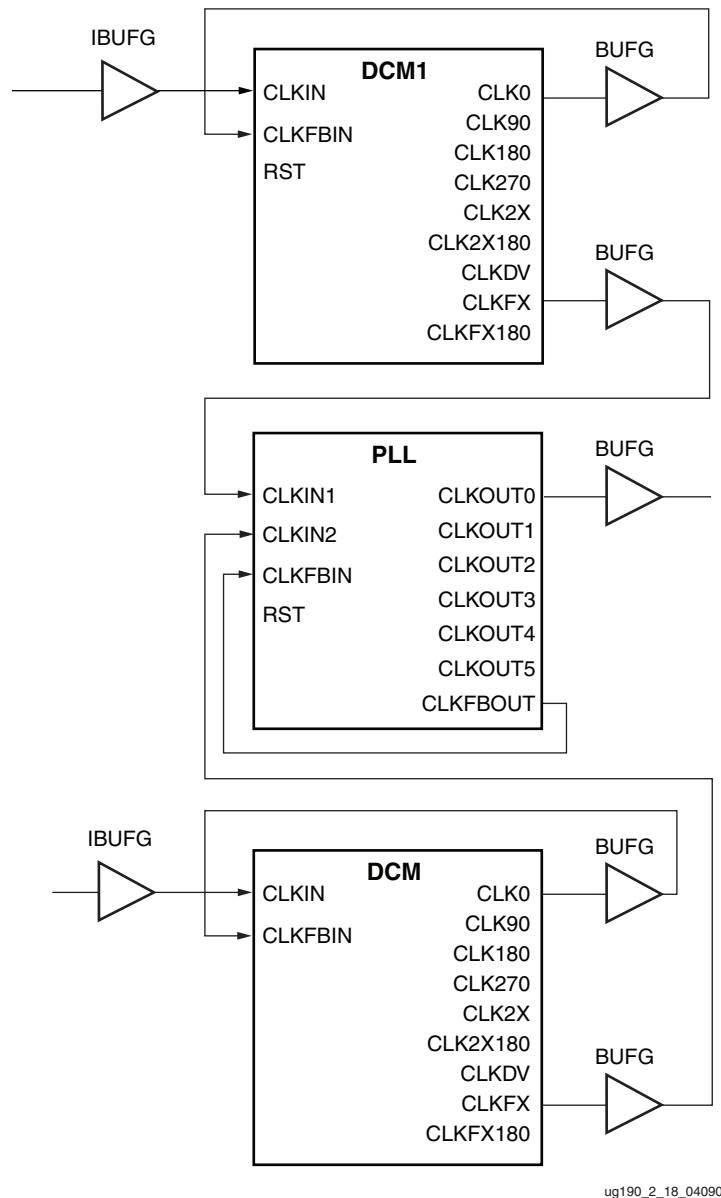 IBUFG
BUFG
DCM1
CLKIN
CLKFBIN
RST
CLK0
CLK90
CLK180
CLK270
CLK2X
CLK2X180
CLKDV
CLKFX
CLKFX180
BUFG
PLL
CLKIN1
CLKIN2
CLKFBIN
RST
CLKOUT0
CLKOUT1
CLKOUT2
CLKOUT3
CLKOUT4
CLKOUT5
CLKFBOUT
BUFG
IBUFG
DCM
CLKIN
CLKFBIN
CLK0
CLK90
CLK180
CLK270
CLK2X
CLK2X180
CLKDV
CLKFX
CLKFX180
BUFG
BUFG
ug190_2_18_04090